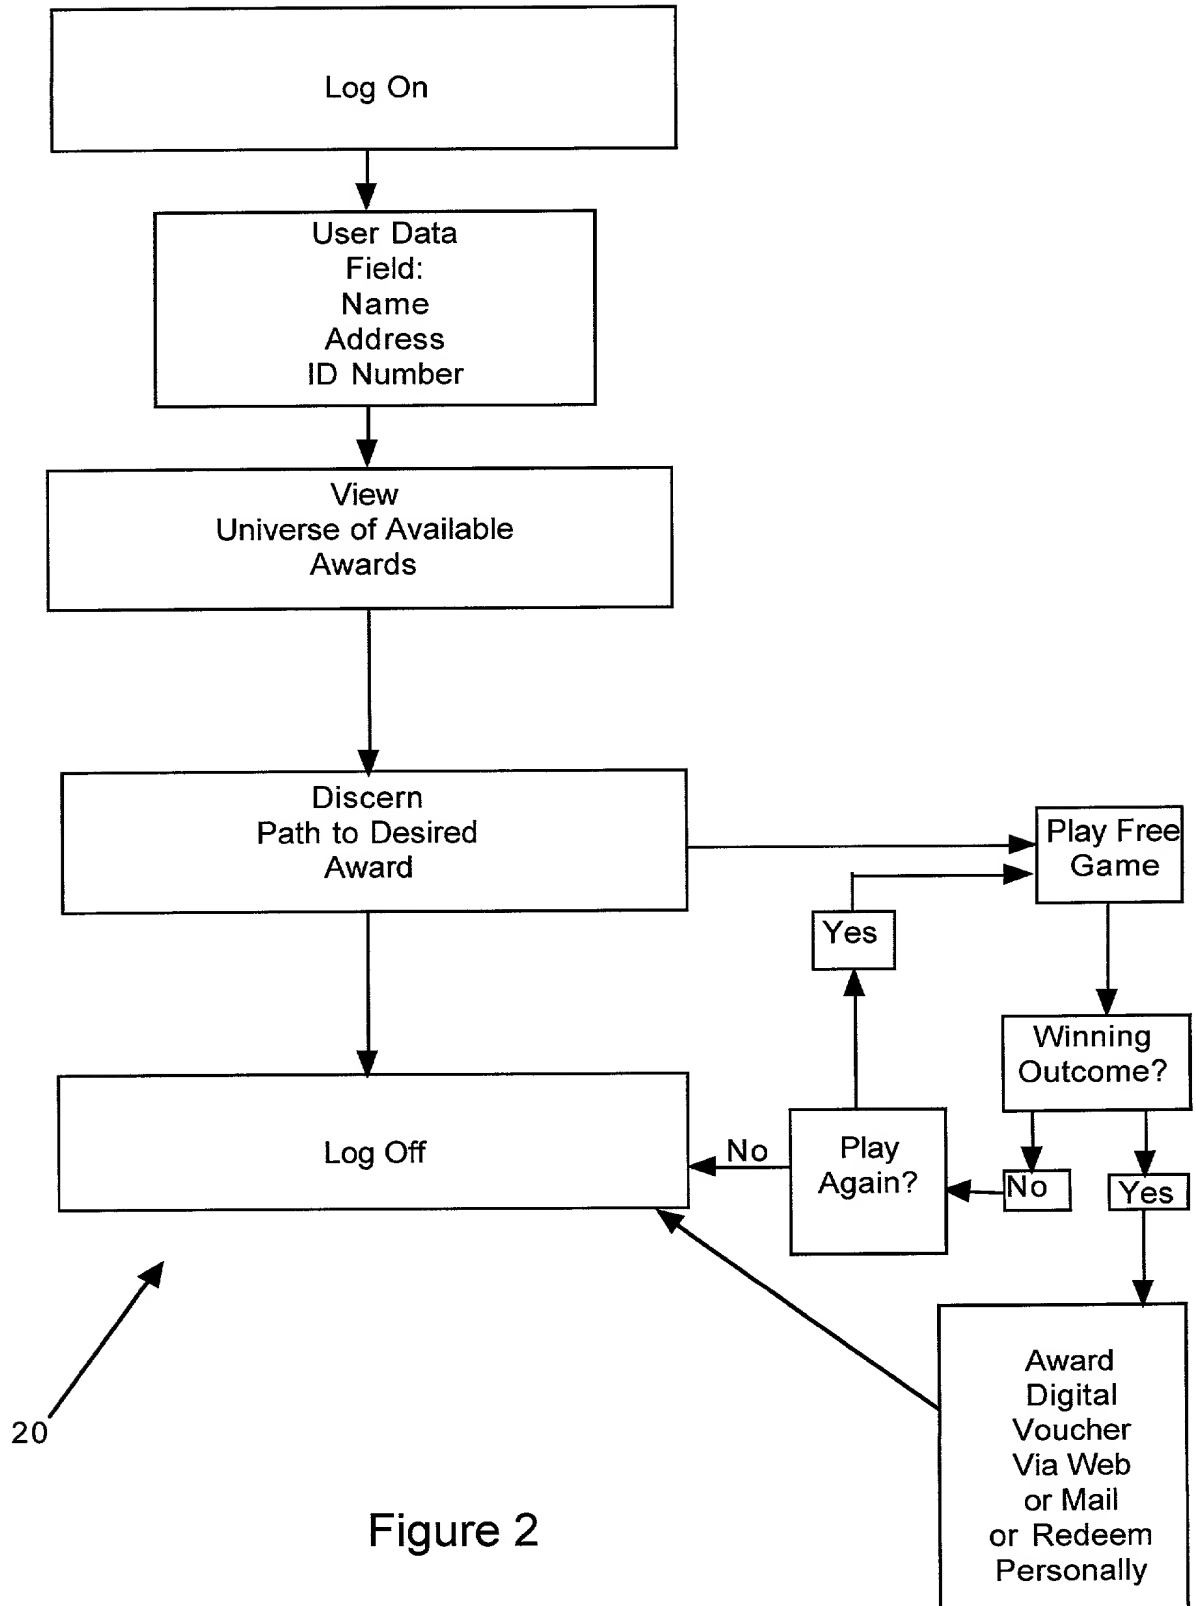 Log On
User Data
Field:
Name
Address
ID Number
View
Universe of Available
Awards
Discern
Path to Desired
Award
Play Free
Game
Yes
Winning
Outcome?
Log Off
No
Play
Again?
No
Yes
Award
Digital
Voucher
Via Web
or Mail
or Redeem
Personally
20
Figure 2